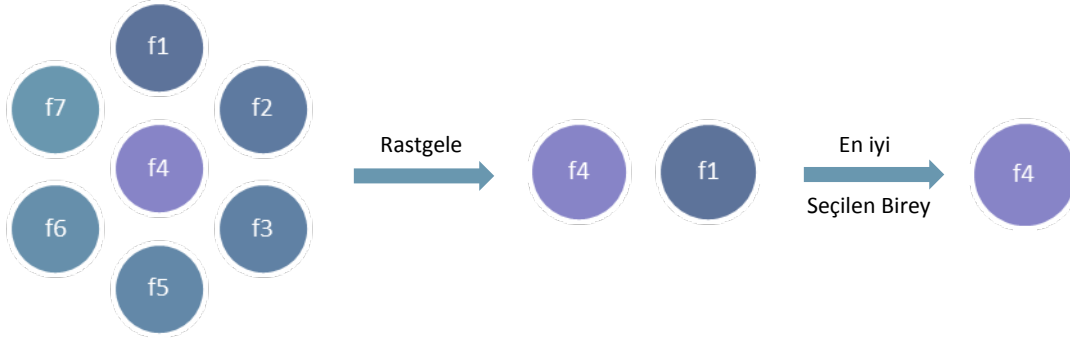 f1
f7
f2
f4
f6
f3
f5
Rastgele
f4
f1
En iyi
Seçilen Birey
f4